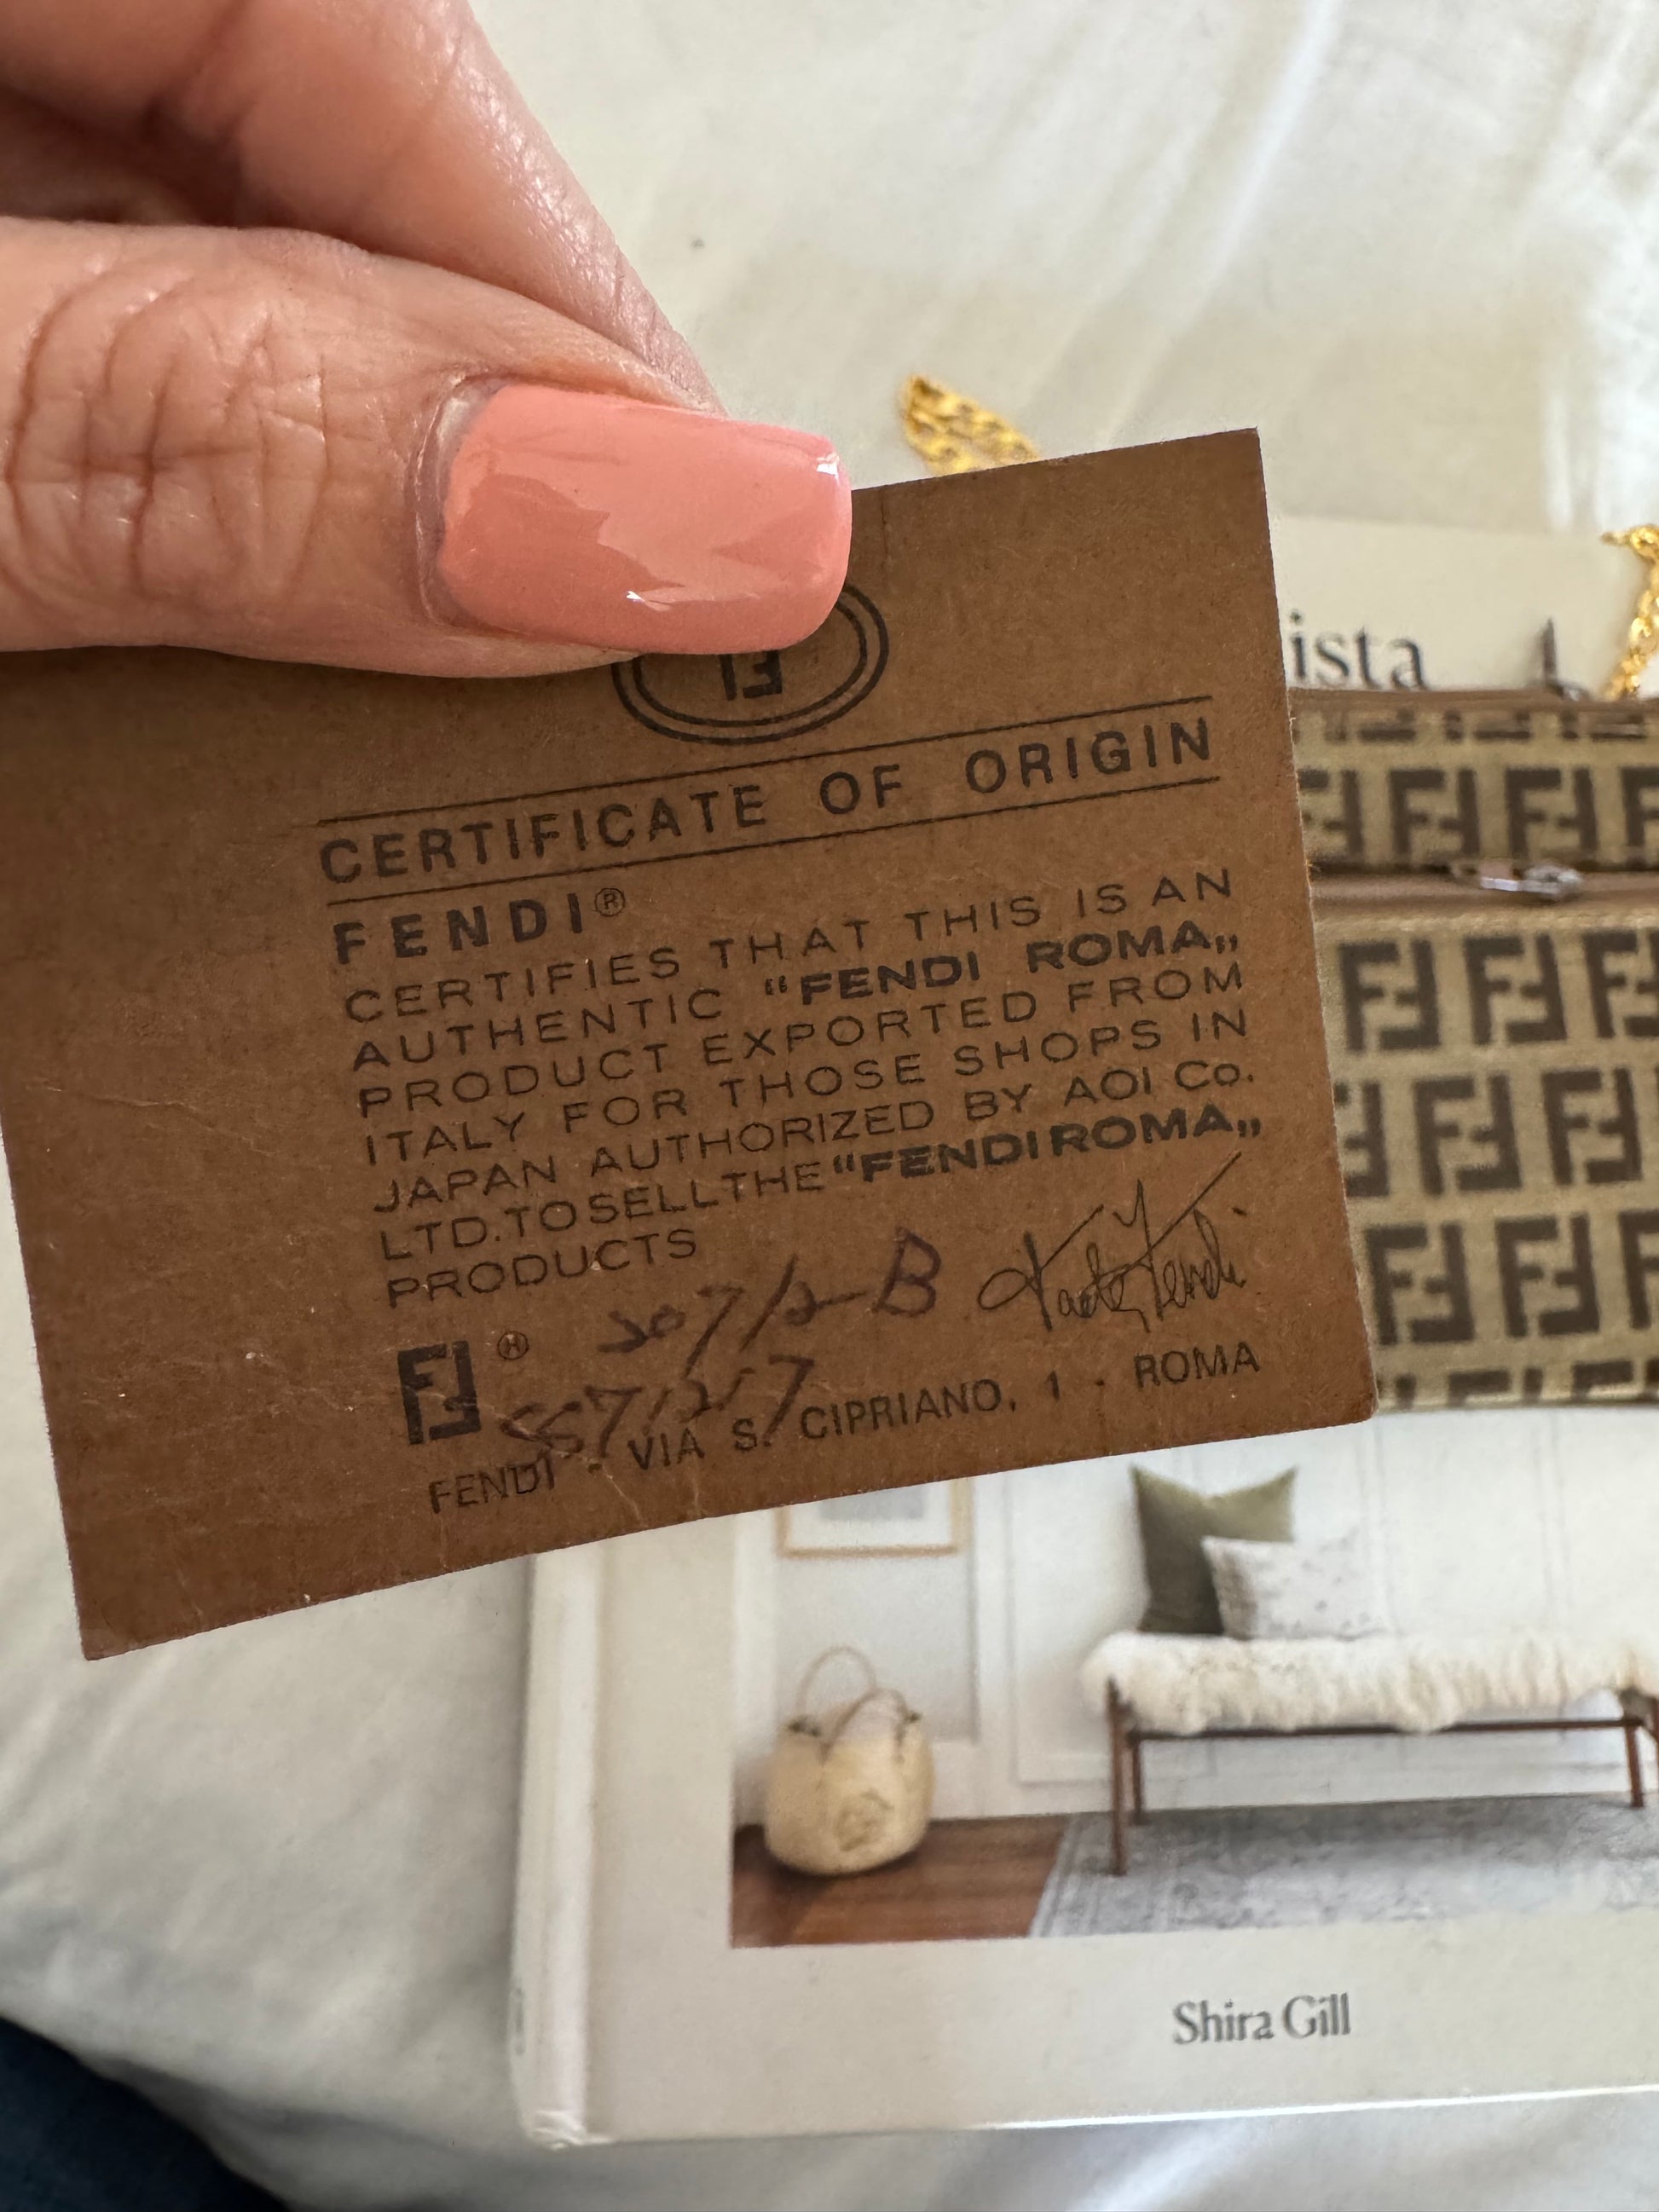 ista
CERTIFICATE OF ORIGIN
FENDI®
CERTIFIES THAT THIS IS AN
AUTHENTIC “FENDI ROMA„
PRODUCT EXPORTED FROM
ITALY FOR THOSE SHOPS IN
JAPAN AUTHORIZED BY AOI Co.
LTD. TO SELL THE “FENDI ROMA„
PRODUCTS
FENDI - VIA S. CIPRIANO, 1 - ROMA
Shira Gill